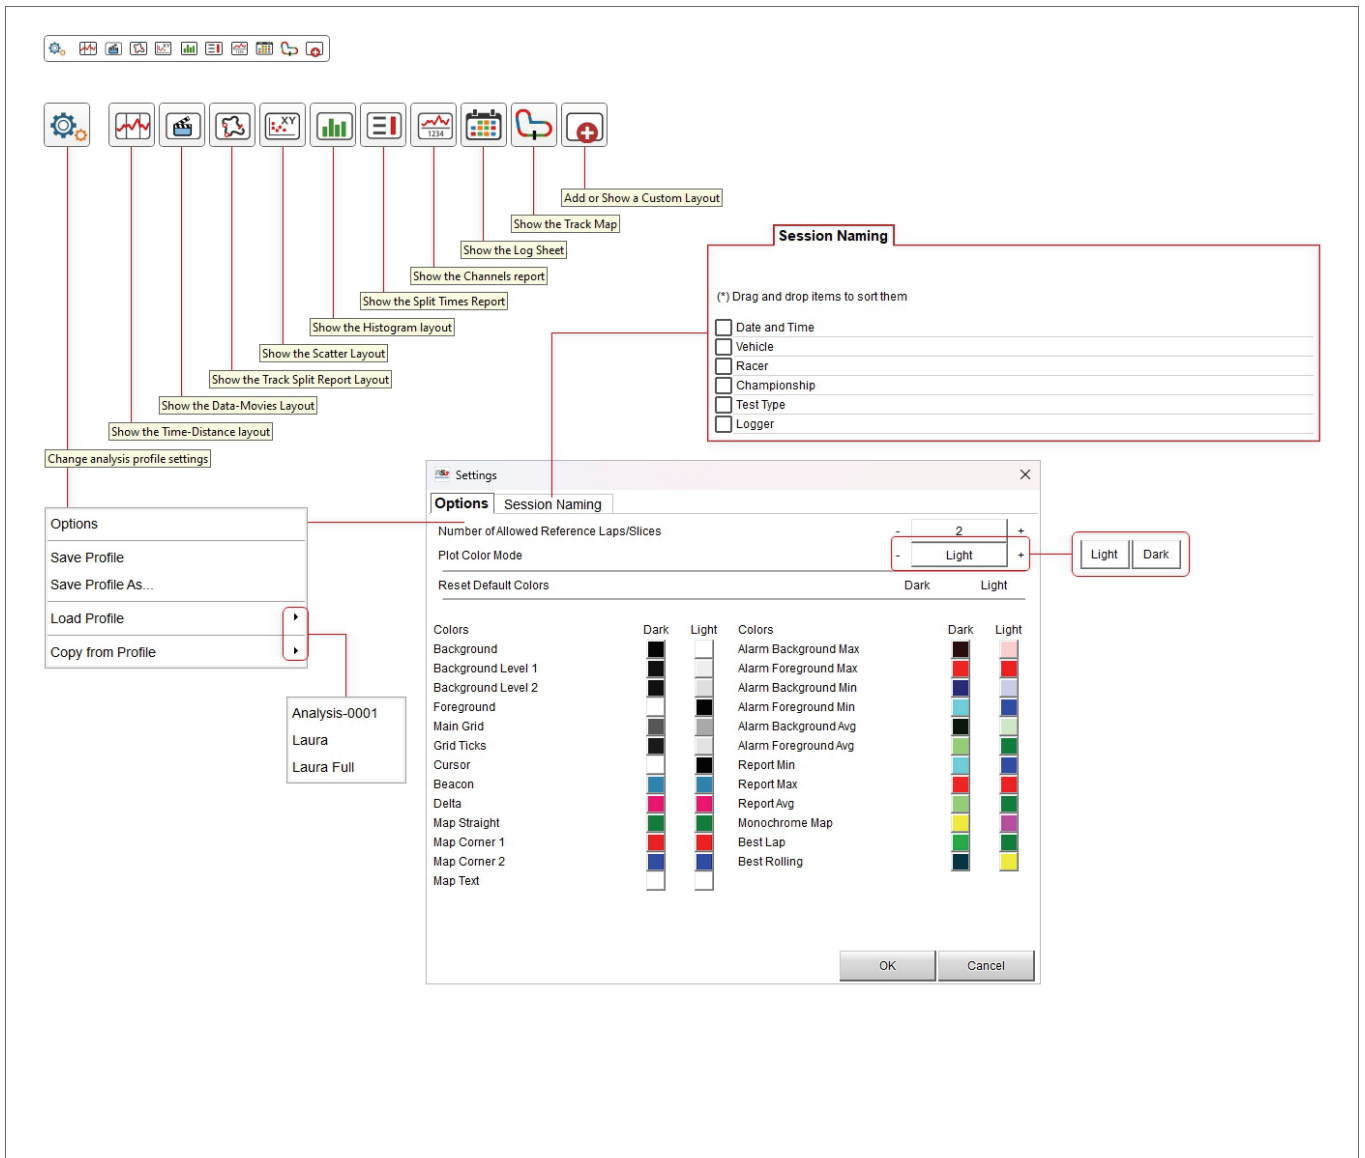 XY
1234
Add or Show a Custom Layout
Show the Track Map
Show the Log Sheet
Show the Channels report
Show the Split Times Report
Show the Histogram layout
Show the Scatter Layout
Show the Track Split Report Layout
Show the Data-Movies Layout
Show the Time-Distance layout
Change analysis profile settings
Session Naming
(*) Drag and drop items to sort them
Date and Time
Vehicle
Racer
Championship
Test Type
Logger
Options
Save Profile
Save Profile As...
Load Profile
Copy from Profile
Analysis-0001
Laura
Laura Full
Settings
Options Session Naming
Number of Allowed Reference Laps/Slices - 2 +
Plot Color Mode - Light +
Light Dark
Reset Default Colors Dark Light
Colors Dark Light Colors Dark Light
Background Alarm Background Max
Background Level 1 Alarm Foreground Max
Background Level 2 Alarm Background Min
Foreground Alarm Foreground Min
Main Grid Alarm Background Avg
Grid Ticks Alarm Foreground Avg
Cursor Report Min
Beacon Report Max
Delta Report Avg
Map Straight Monochrome Map
Map Corner 1 Best Lap
Map Corner 2 Best Rolling
Map Text
OK Cancel